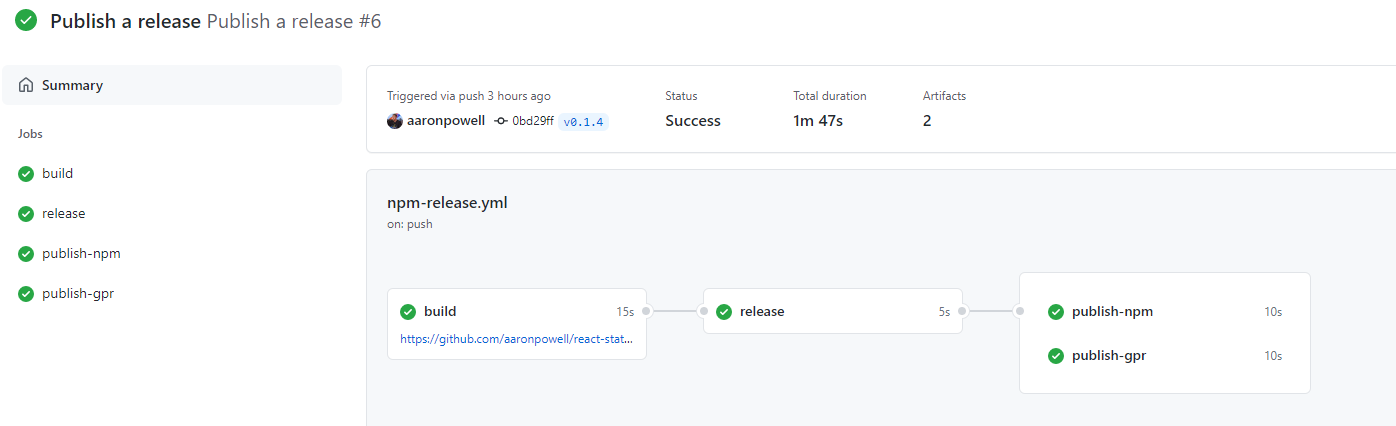 Publish a release Publish a release #6
Summary
Jobs
build
release
publish-npm
publish-gpr
Triggered via push 3 hours ago
aaronpowell 0bd29ff v0.1.4
Status
Success
Total duration
1m 47s
Artifacts
2
npm-release.yml
on: push
build 15s
https://github.com/aaronpowell/react-stat...
release 5s
publish-npm 10s
publish-gpr 10s